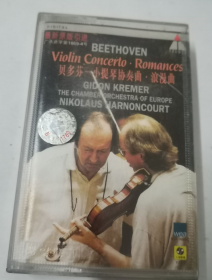 BEETHOVEN
Violin Concerto · Romances
贝多芬—小提琴协奏曲·浪漫曲
GIDON KREMER
THE CHAMBER ORCHESTRA OF EUROPE
NIKOLAUS HARNONCOURT